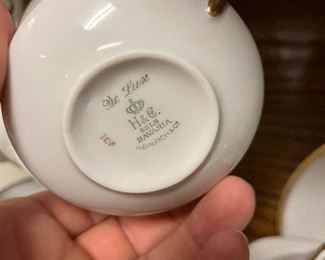 De Luxe
H&C.
SELB
BAVARIA
HEINRICH & Co.